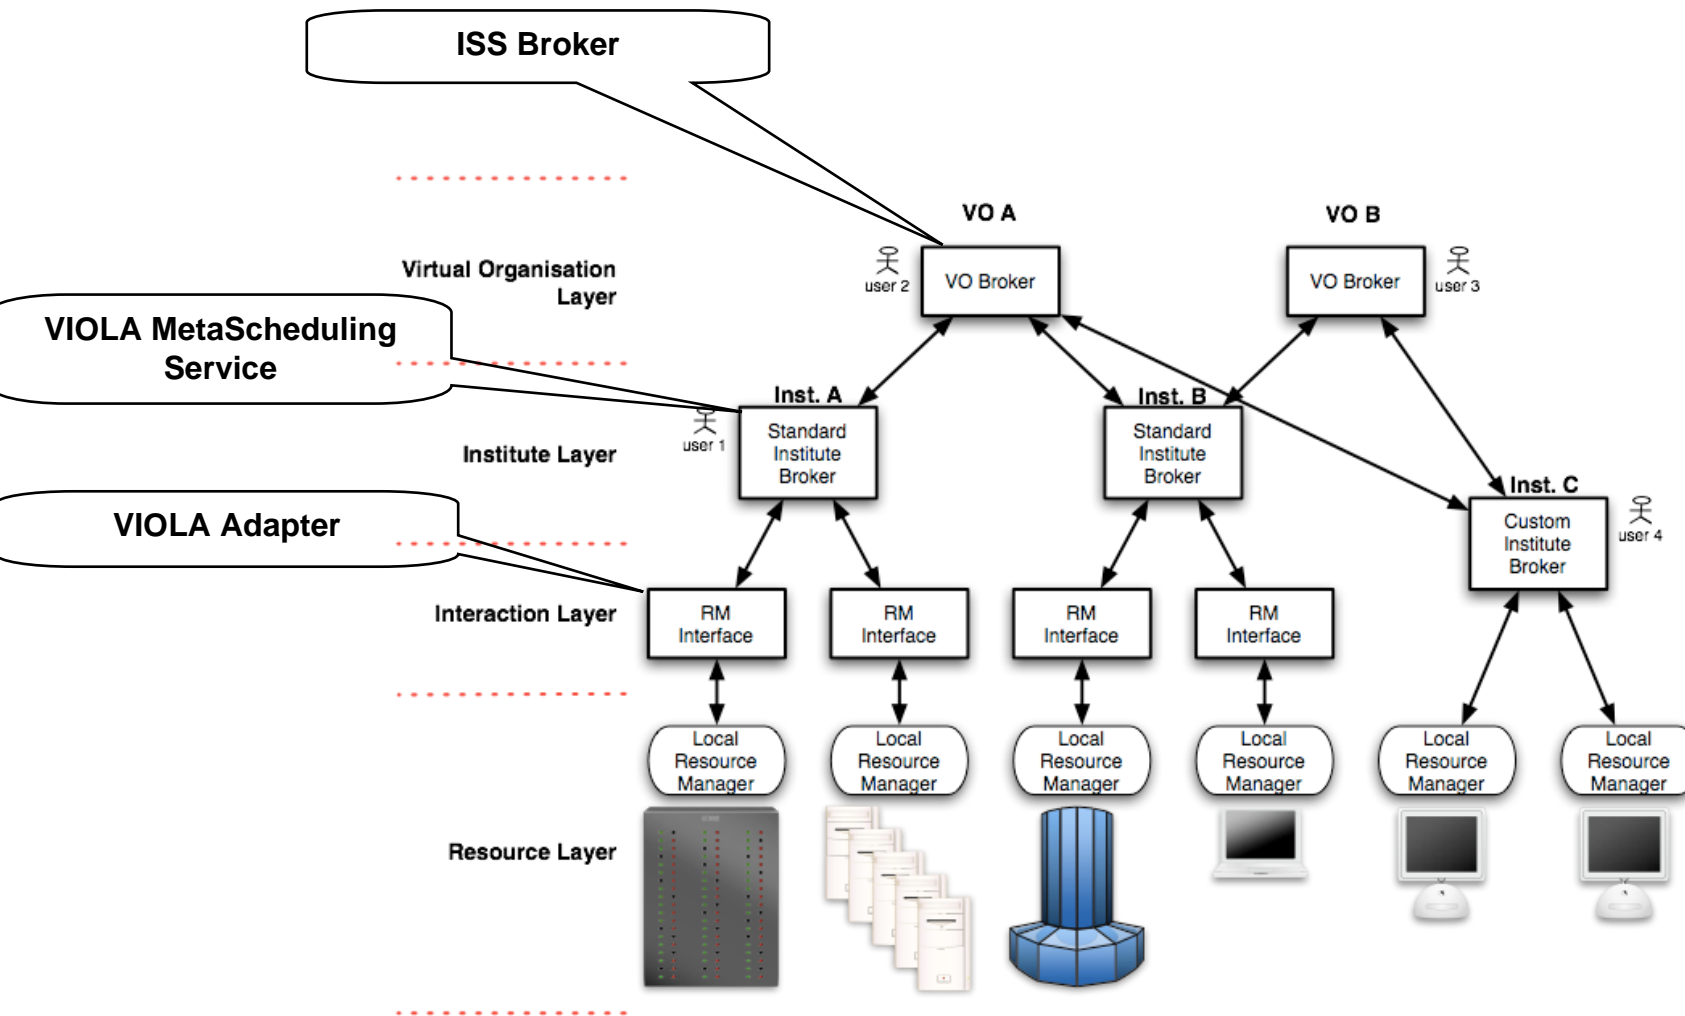 ISS Broker
VO A
VO B
Virtual Organisation
Layer
user 2
VO Broker
VO Broker
user 3
VIOLA MetaScheduling
Service
Inst. A
Inst. B
user 1
Standard
Institute
Broker
Standard
Institute
Broker
Institute Layer
Inst. C
Custom
Institute
Broker
user 4
VIOLA Adapter
Interaction Layer
RM
Interface
RM
Interface
RM
Interface
RM
Interface
Local
Resource
Manager
Local
Resource
Manager
Local
Resource
Manager
Local
Resource
Manager
Local
Resource
Manager
Local
Resource
Manager
Resource Layer